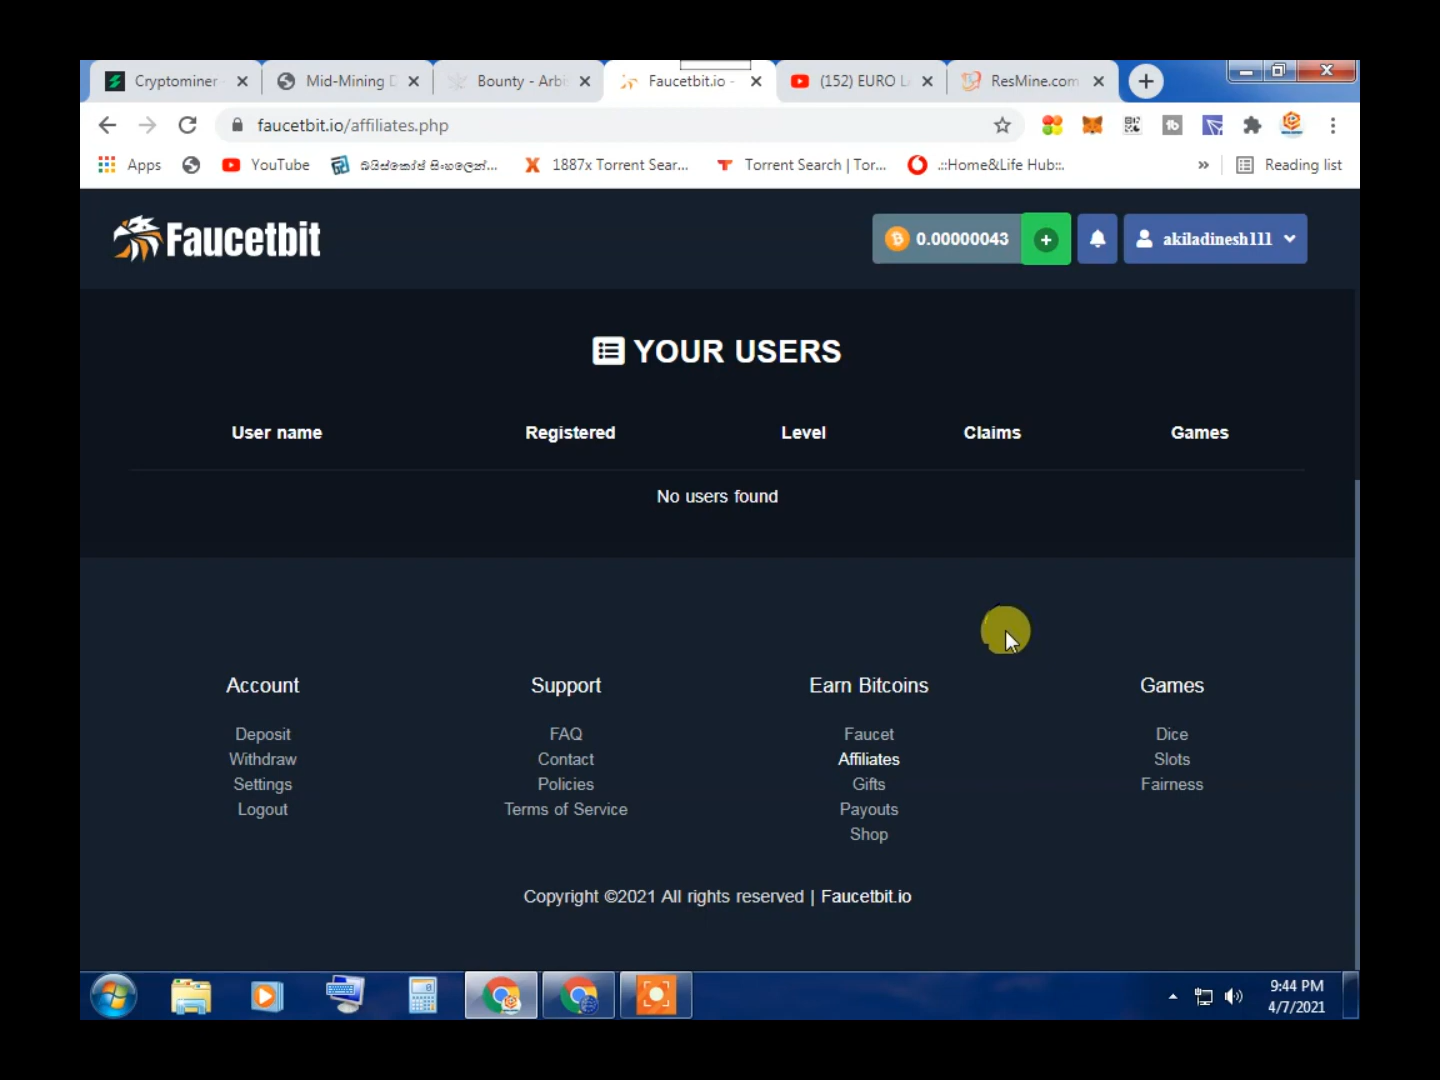 Cryptominer
Mid-Mining D
Bounty - Arbi
Faucetbit.io -
(152) EURO L
ResMine.com
faucetbit.io/affiliates.php
Apps
YouTube
බයිස්කෝප් සිංහලෙන්...
1887x Torrent Sear...
Torrent Search | Tor...
.::Home&Life Hub::.
»
Reading list
Faucetbit
0.00000043
akiladinesh111
YOUR USERS
User name Registered Level Claims Games
No users found
Account
Deposit
Withdraw
Settings
Logout
Support
FAQ
Contact
Policies
Terms of Service
Earn Bitcoins
Faucet
Affiliates
Gifts
Payouts
Shop
Games
Dice
Slots
Fairness
Copyright ©2021 All rights reserved | Faucetbit.io
9:44 PM
4/7/2021